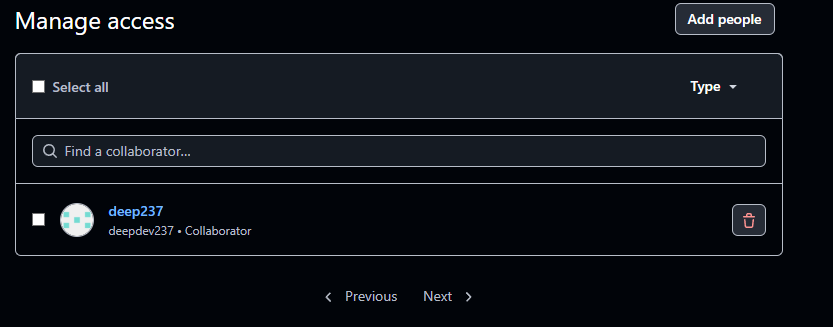 Manage access
Add people
Select all
Type
Find a collaborator...
deep237
deepdev237 • Collaborator
Previous Next